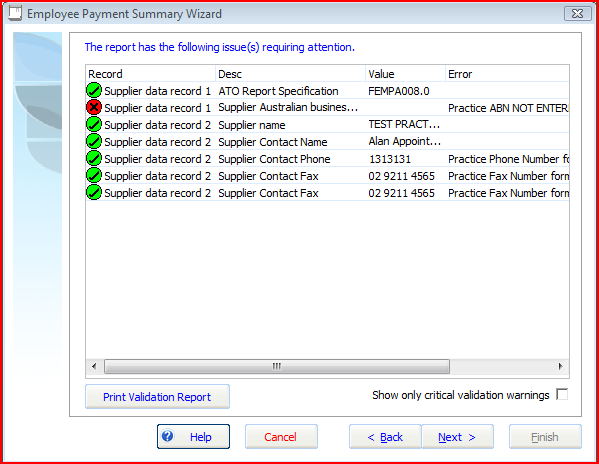 Employee Payment Summary Wizard
The report has the following issue(s) requiring attention.
Record Desc Value Error
Supplier data record 1 ATO Report Specification FEMPA008.0
Supplier data record 1 Supplier Australian busines... Practice ABN NOT ENTER
Supplier data record 2 Supplier name TEST PRACT...
Supplier data record 2 Supplier Contact Name Alan Appoint...
Supplier data record 2 Supplier Contact Phone 1313131 Practice Phone Number for
Supplier data record 2 Supplier Contact Fax 02 9211 4565 Practice Fax Number form
Supplier data record 2 Supplier Contact Fax 02 9211 4565 Practice Fax Number form
Print Validation Report Show only critical validation warnings
Help Cancel < Back Next > Finish